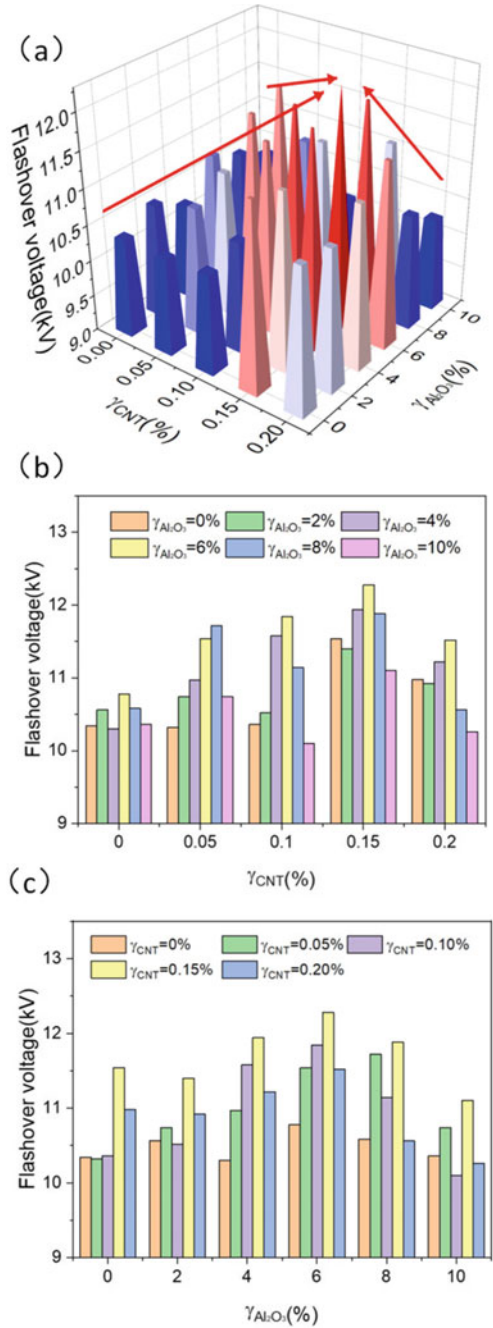 (a)
Flashover voltage(kV)
12.0
11.5
11.0
10.5
10.0
9.5
9.0
0.00
0.05
0.10
0.15
0.20
γCNT(%)
0
2
4
6
8
10
γAl₂O₃(%)
(b)
13
12
11
10
9
Flashover voltage(kV)
γAl₂O₃=0% γAl₂O₃=2% γAl₂O₃=4%
γAl₂O₃=6% γAl₂O₃=8% γAl₂O₃=10%
0 0.05 0.1 0.15 0.2
γCNT(%)
(c)
13
12
11
10
9
Flashover voltage(kV)
γCNT=0% γCNT=0.05% γCNT=0.10%
γCNT=0.15% γCNT=0.20%
0 2 4 6 8 10
γAl₂O₃(%)